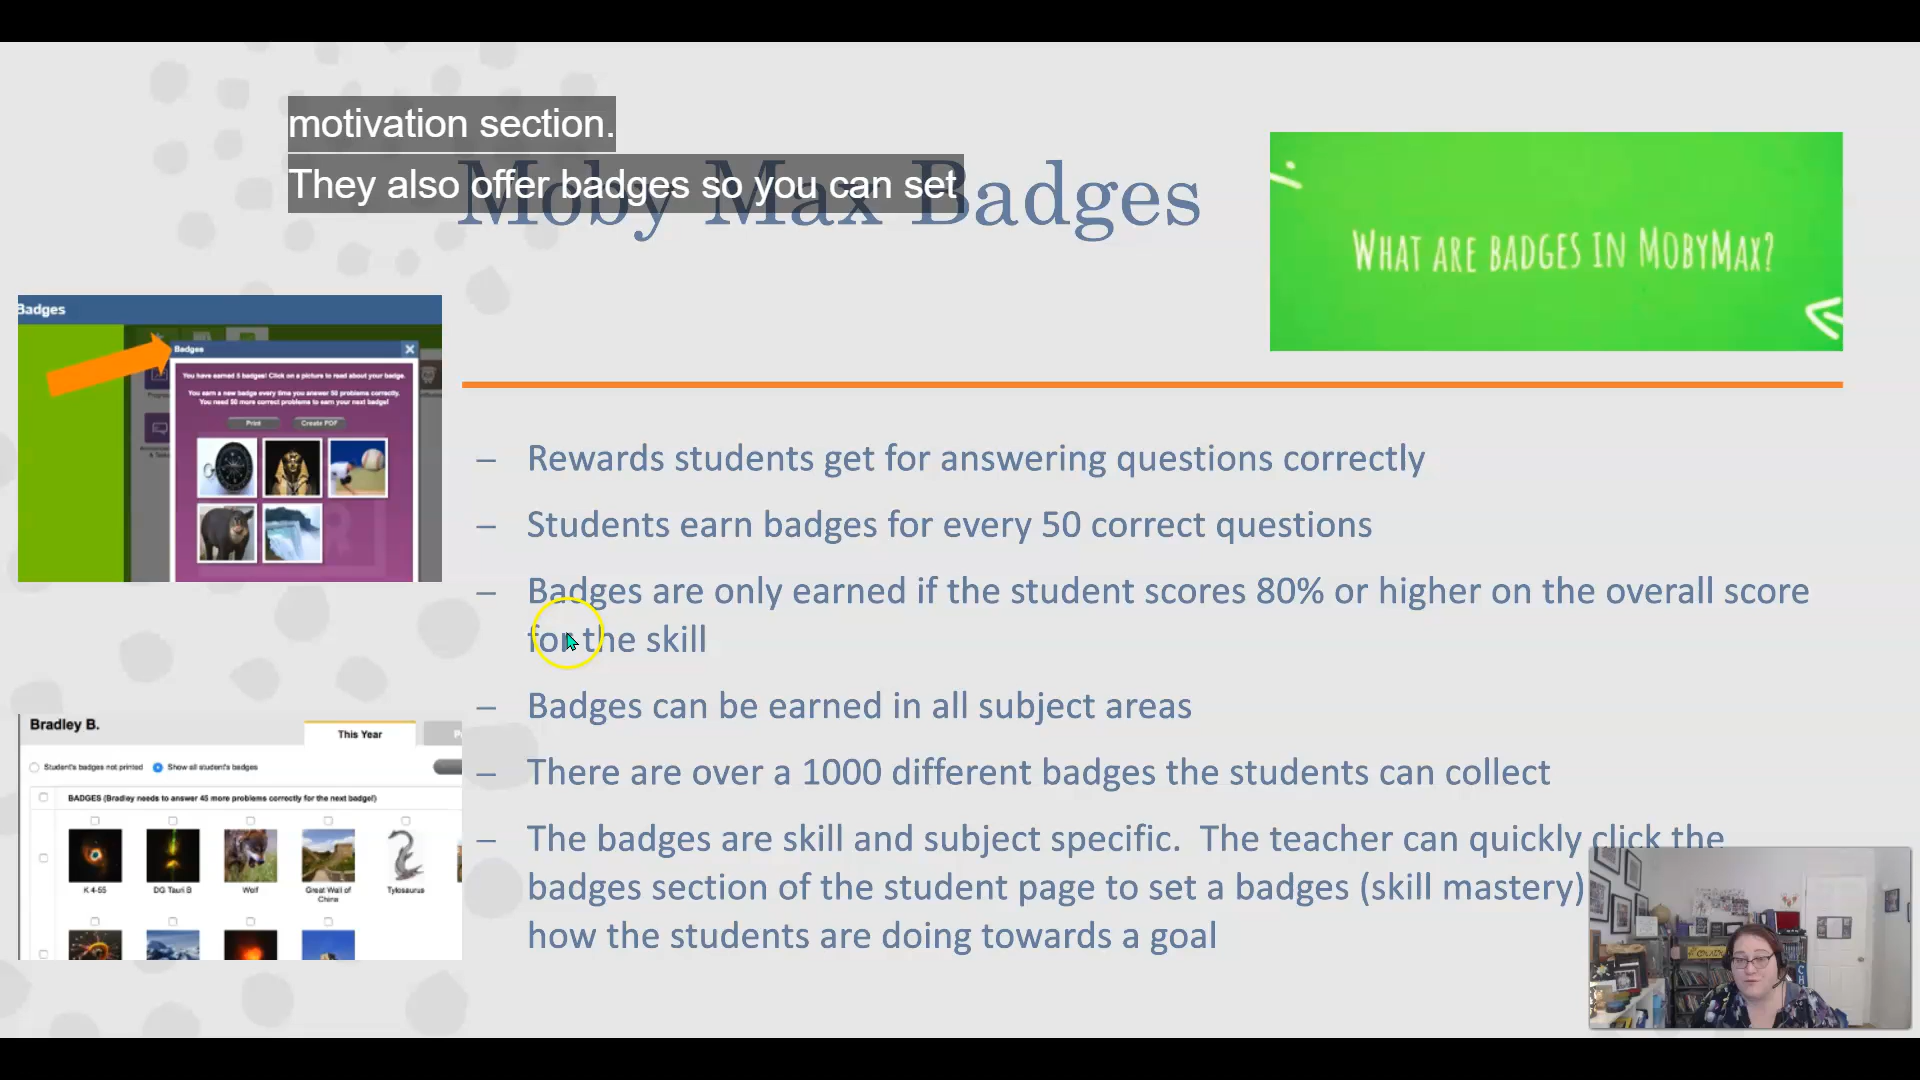 motivation section.
They also offer badges so you can set
Moby Max Badges
WHAT ARE BADGES IN MOBYMAX?
Badges
Badges
You have earned 5 badges! Click on a picture to read about your badge.
You earn a new badge every time you answer 50 problems correctly.
You need 50 more correct problems to earn your next badge!
Print Create PDF
– Rewards students get for answering questions correctly
– Students earn badges for every 50 correct questions
– Badges are only earned if the student scores 80% or higher on the overall score
for the skill
– Badges can be earned in all subject areas
– There are over a 1000 different badges the students can collect
– The badges are skill and subject specific. The teacher can quickly click the
badges section of the student page to set a badges (skill mastery)
how the students are doing towards a goal
Bradley B.
This Year
Student's badges not printed Show all student's badges
BADGES (Bradley needs to answer 45 more problems correctly for the next badge!)
K 4-55 DG Tauri B Wolf Great Wall of Tylosaurus
China